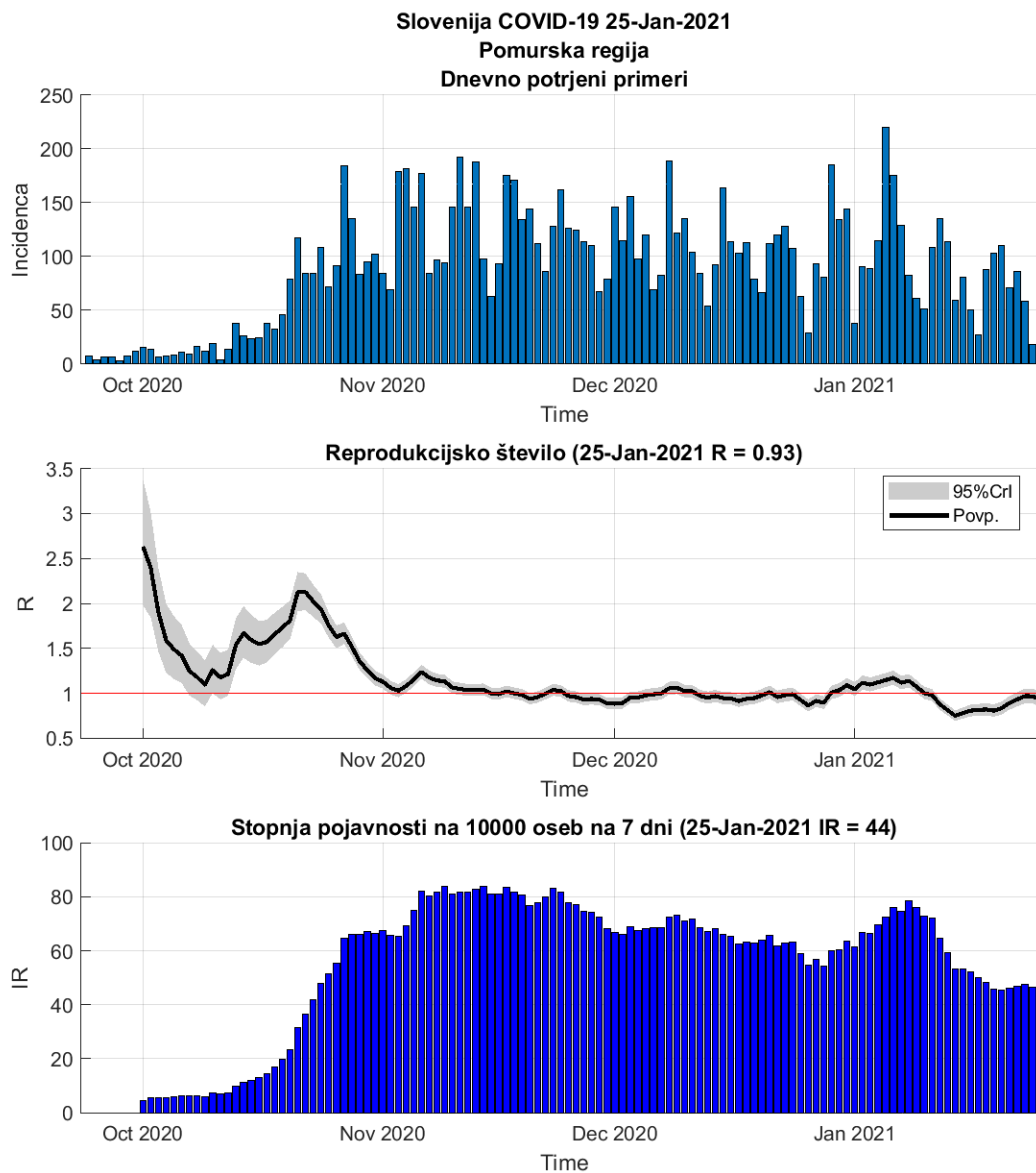 Slovenija COVID-19 25-Jan-2021
Pomurska regija
Dnevno potrjeni primeri
250
200
150
100
50
0
Incidenca
Oct 2020 Nov 2020 Dec 2020 Jan 2021
Time
Reprodukcijsko število (25-Jan-2021 R = 0.93)
3.5
3
2.5
2
1.5
1
0.5
R
95%CrI
Povp.
Oct 2020 Nov 2020 Dec 2020 Jan 2021
Time
Stopnja pojavnosti na 10000 oseb na 7 dni (25-Jan-2021 IR = 44)
100
80
60
40
20
0
IR
Oct 2020 Nov 2020 Dec 2020 Jan 2021
Time